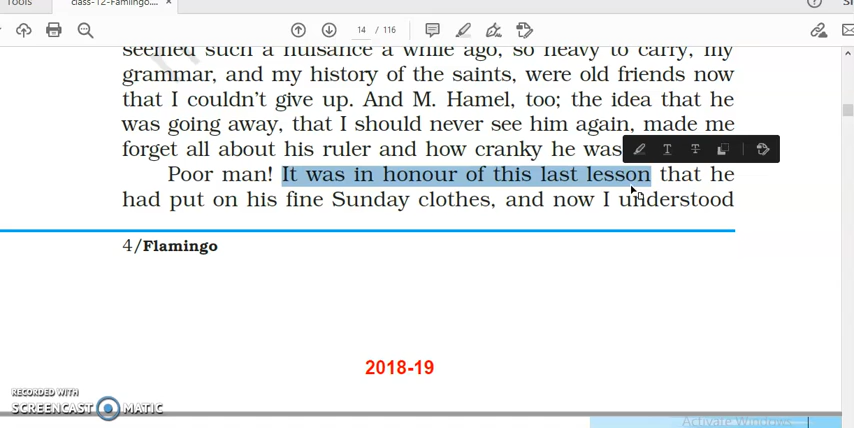 Tools
class-12-Flamingo.... ×
14 / 116
seemed such a nuisance a while ago, so heavy to carry, my
grammar, and my history of the saints, were old friends now
that I couldn't give up. And M. Hamel, too; the idea that he
was going away, that I should never see him again, made me
forget all about his ruler and how cranky he was
Poor man! It was in honour of this last lesson that he
had put on his fine Sunday clothes, and now I understood
4/Flamingo
2018-19
RECORDED WITH
SCREENCAST MATIC
Activate Windows